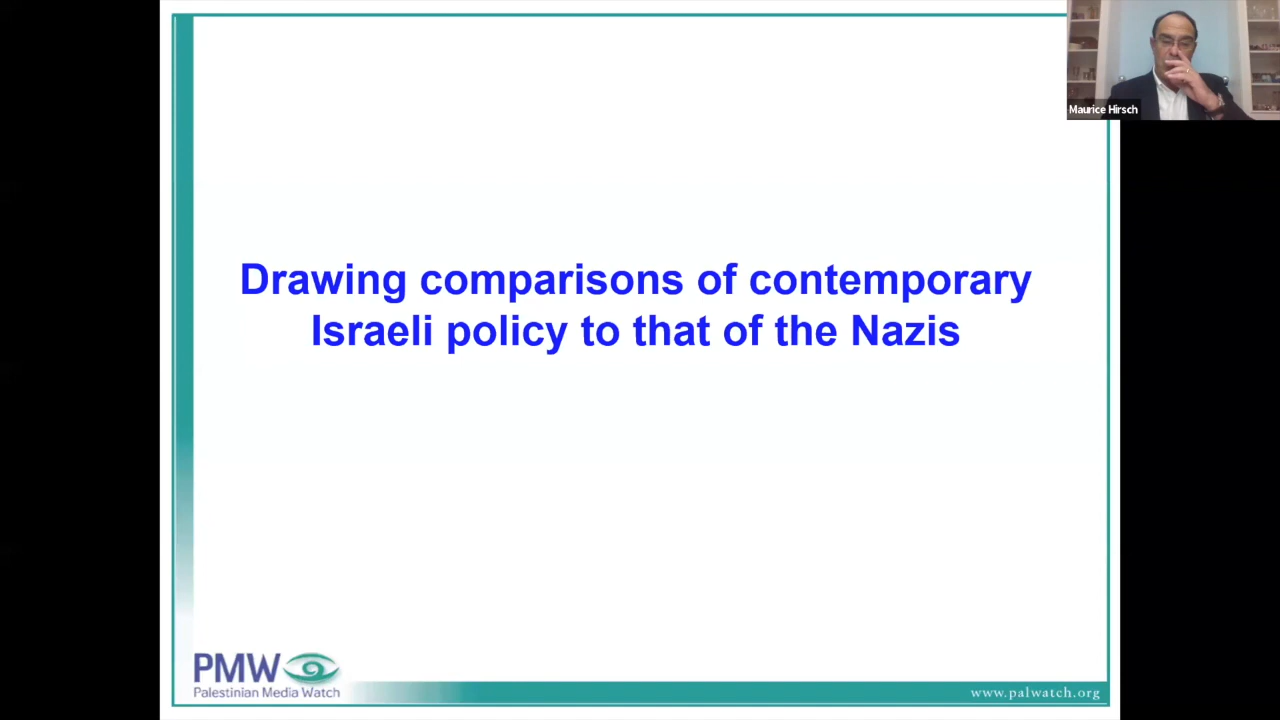 Maurice Hirsch
Drawing comparisons of contemporary
Israeli policy to that of the Nazis
PMW
Palestinian Media Watch
www.palwatch.org